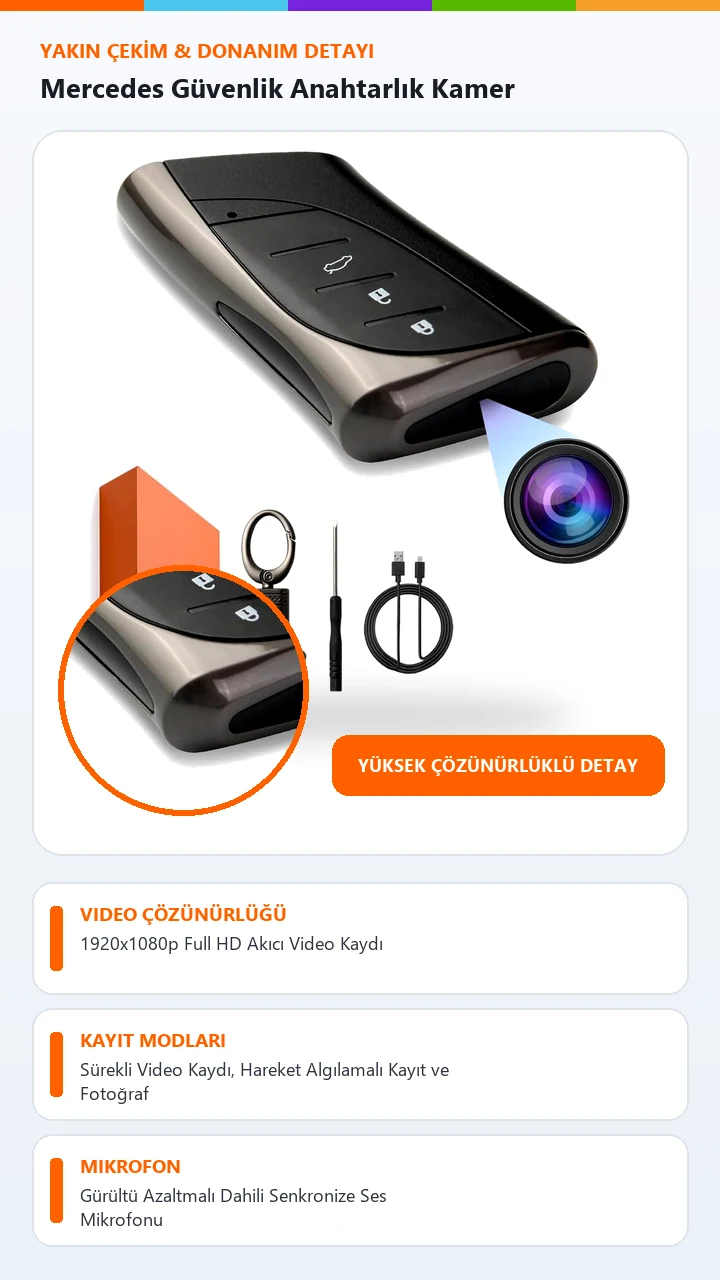 YAKIN ÇEKİM & DONANIM DETAYI
Mercedes Güvenlik Anahtarlık Kamer
YÜKSEK ÇÖZÜNÜRLÜKLÜ DETAY
VIDEO ÇÖZÜNÜRLÜĞÜ
1920x1080p Full HD Akıcı Video Kaydı
KAYIT MODLARI
Sürekli Video Kaydı, Hareket Algılamalı Kayıt ve
Fotoğraf
MIKROFON
Gürültü Azaltmalı Dahili Senkronize Ses
Mikrofonu